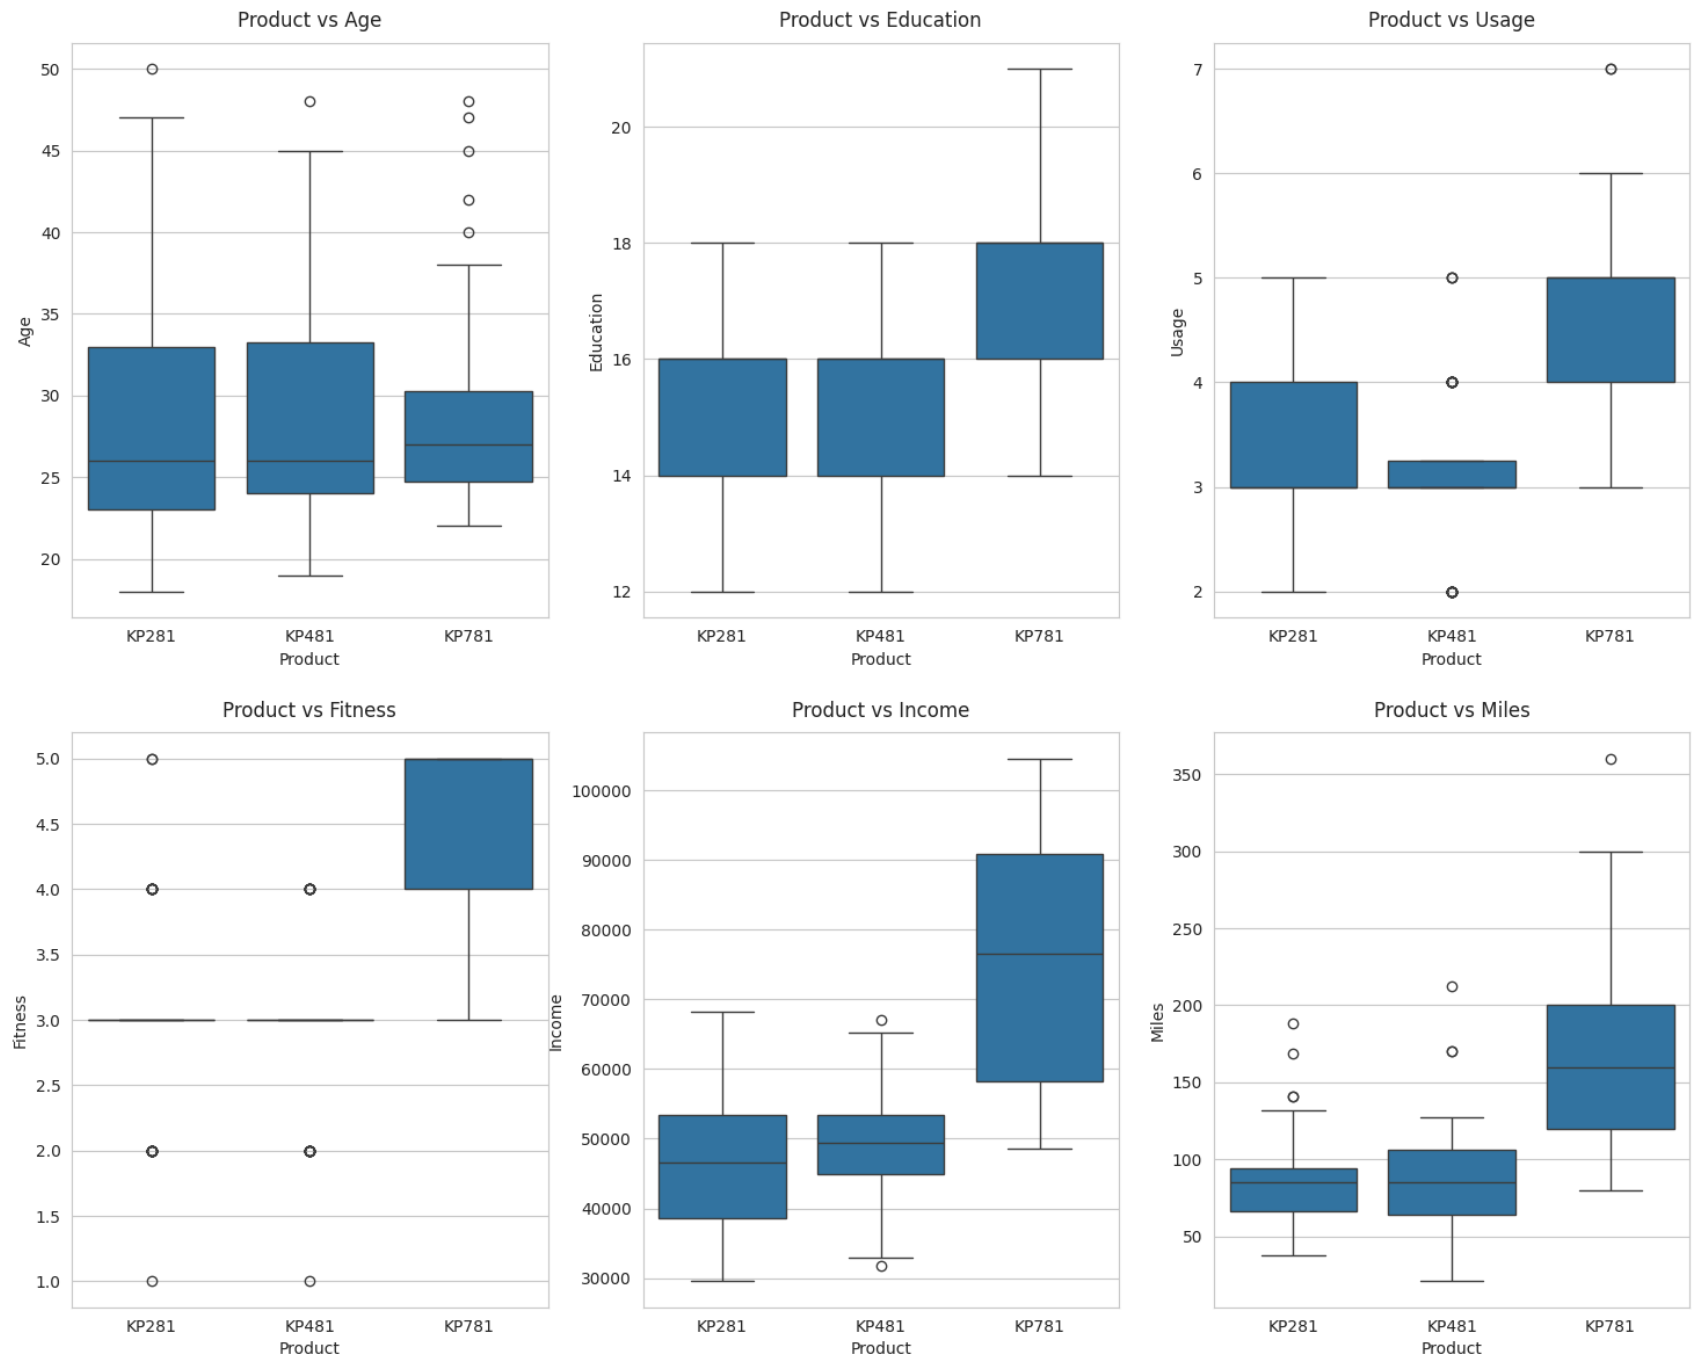 Product vs Age
50
45
40
35
30
25
20
Age
KP281 KP481 KP781
Product
Product vs Education
20
18
16
14
12
Education
KP281 KP481 KP781
Product
Product vs Usage
7
6
5
4
3
2
Usage
KP281 KP481 KP781
Product
Product vs Fitness
5.0
4.5
4.0
3.5
3.0
2.5
2.0
1.5
1.0
Fitness
KP281 KP481 KP781
Product
Product vs Income
100000
90000
80000
70000
60000
50000
40000
30000
Income
KP281 KP481 KP781
Product
Product vs Miles
350
300
250
200
150
100
50
Miles
KP281 KP481 KP781
Product